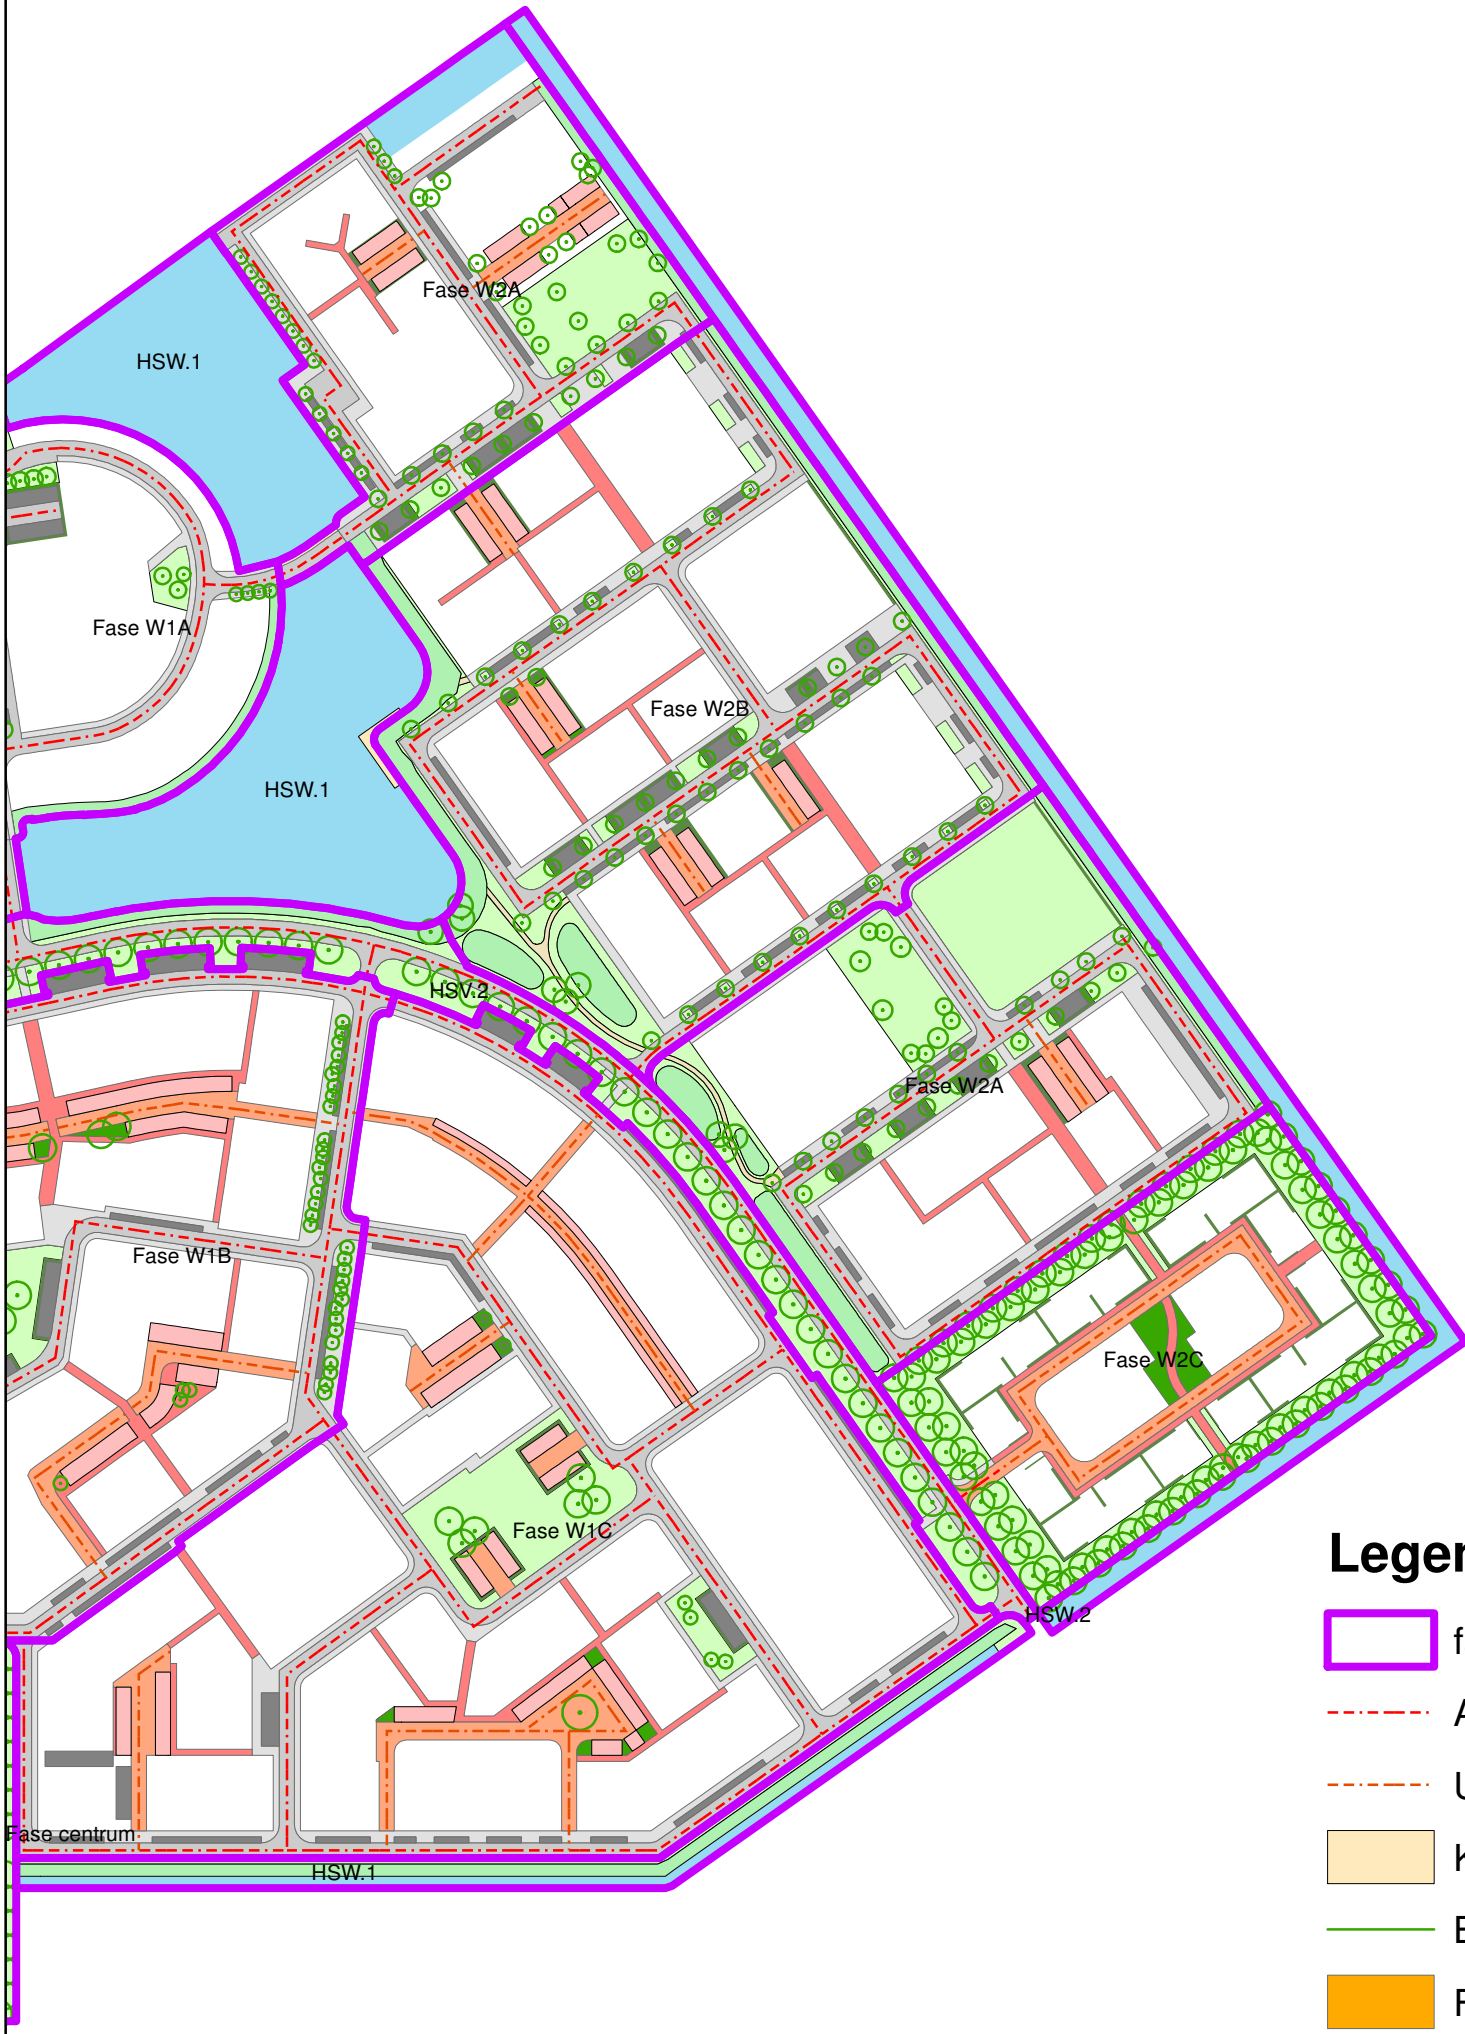 Fase W2A
HSW.1
Fase W1A
Fase W2B
HSW.1
HSV.2
Fase W2A
Fase W1B
Fase W2C
Fase W1C
HSW.2
Fase centrum
HSW.1
Legen
f
A
U
K
B
F